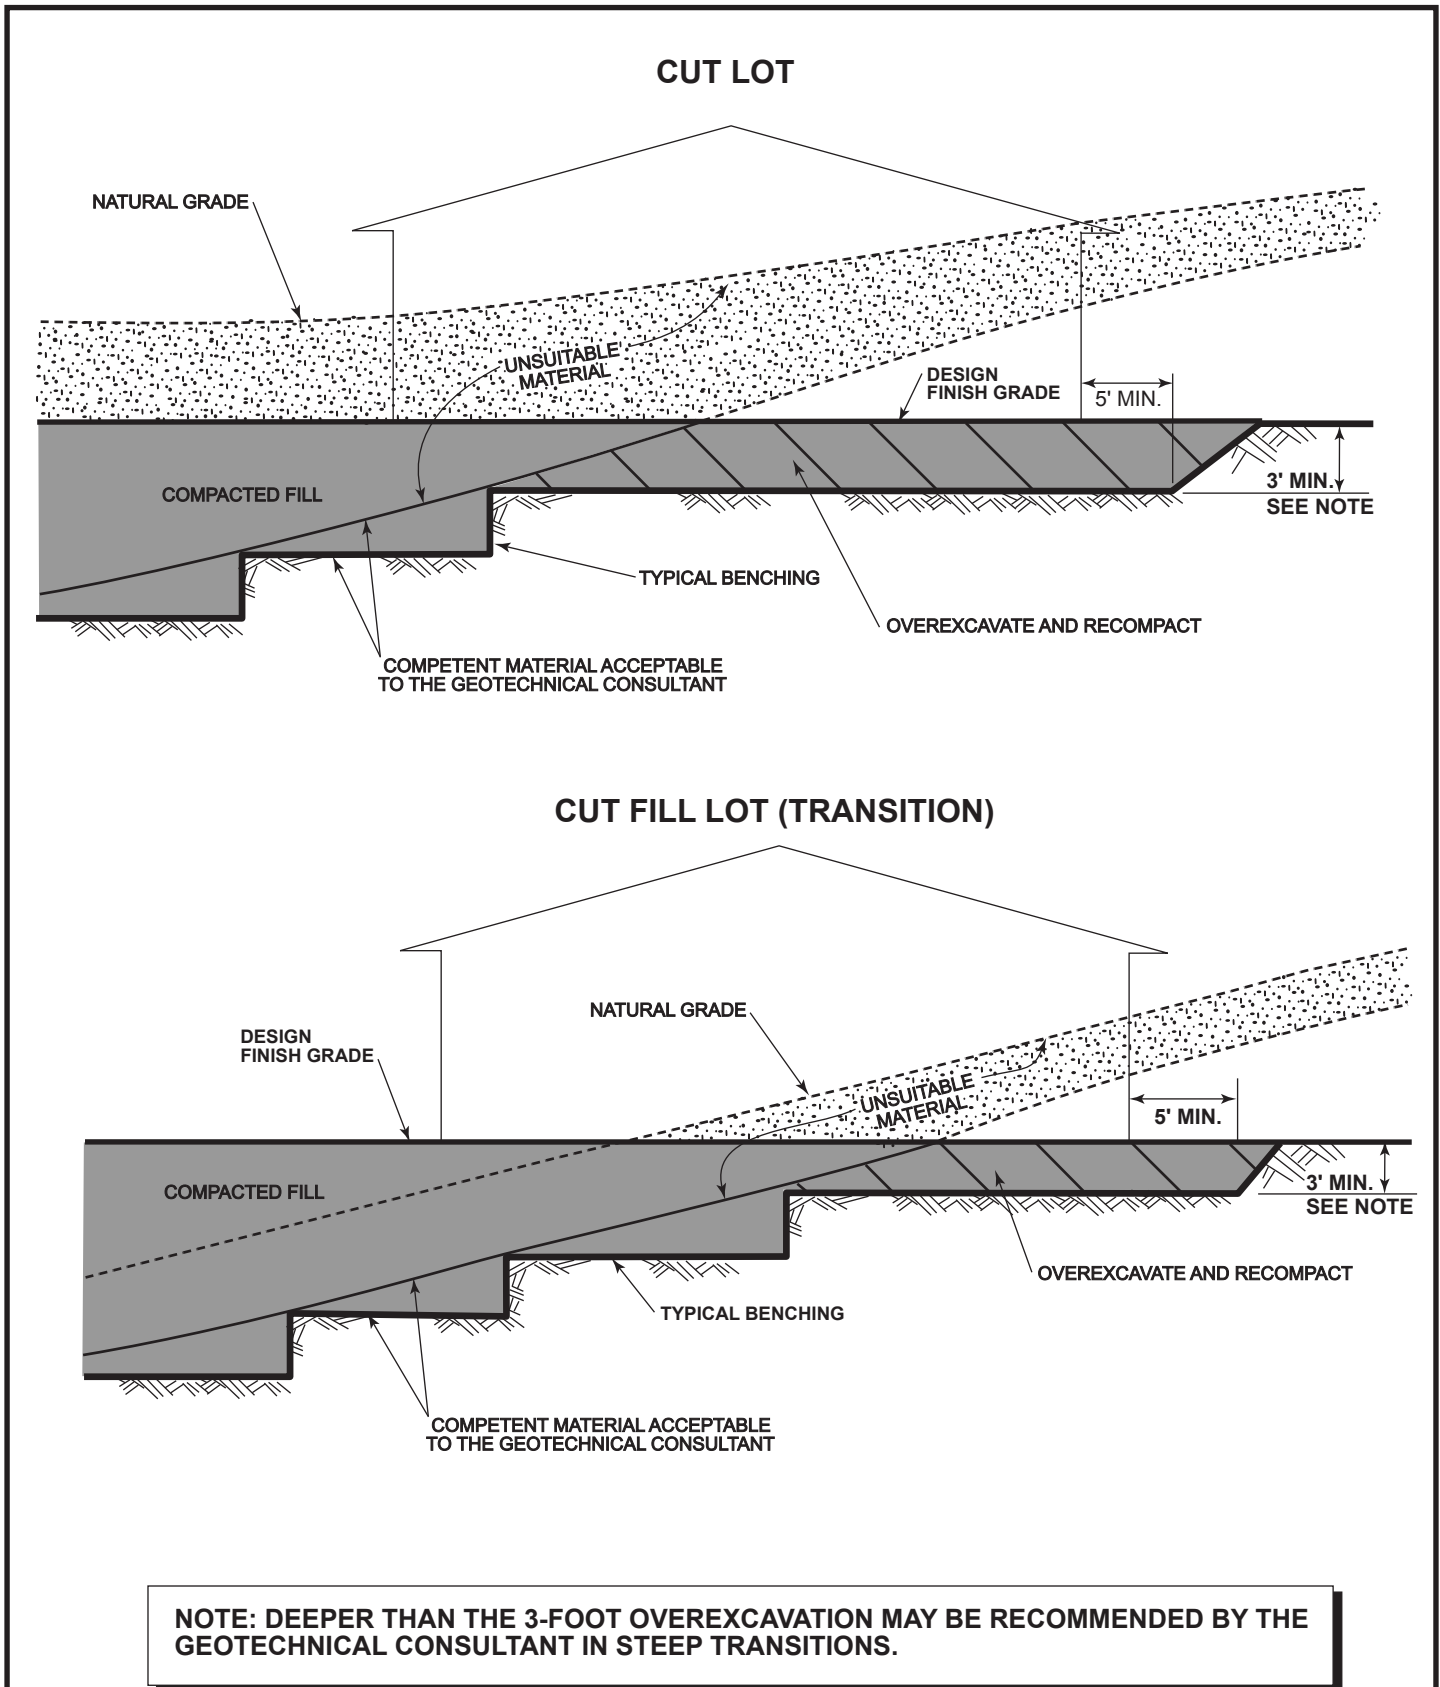 CUT LOT
NATURAL GRADE
UNSUITABLE
MATERIAL
DESIGN
FINISH GRADE
5' MIN.
COMPACTED FILL
3' MIN.
SEE NOTE
TYPICAL BENCHING
OVEREXCAVATE AND RECOMPACT
COMPETENT MATERIAL ACCEPTABLE
TO THE GEOTECHNICAL CONSULTANT
CUT FILL LOT (TRANSITION)
NATURAL GRADE
DESIGN
FINISH GRADE
UNSUITABLE
MATERIAL
5' MIN.
COMPACTED FILL
3' MIN.
SEE NOTE
OVEREXCAVATE AND RECOMPACT
TYPICAL BENCHING
COMPETENT MATERIAL ACCEPTABLE
TO THE GEOTECHNICAL CONSULTANT
NOTE: DEEPER THAN THE 3-FOOT OVEREXCAVATION MAY BE RECOMMENDED BY THE
GEOTECHNICAL CONSULTANT IN STEEP TRANSITIONS.